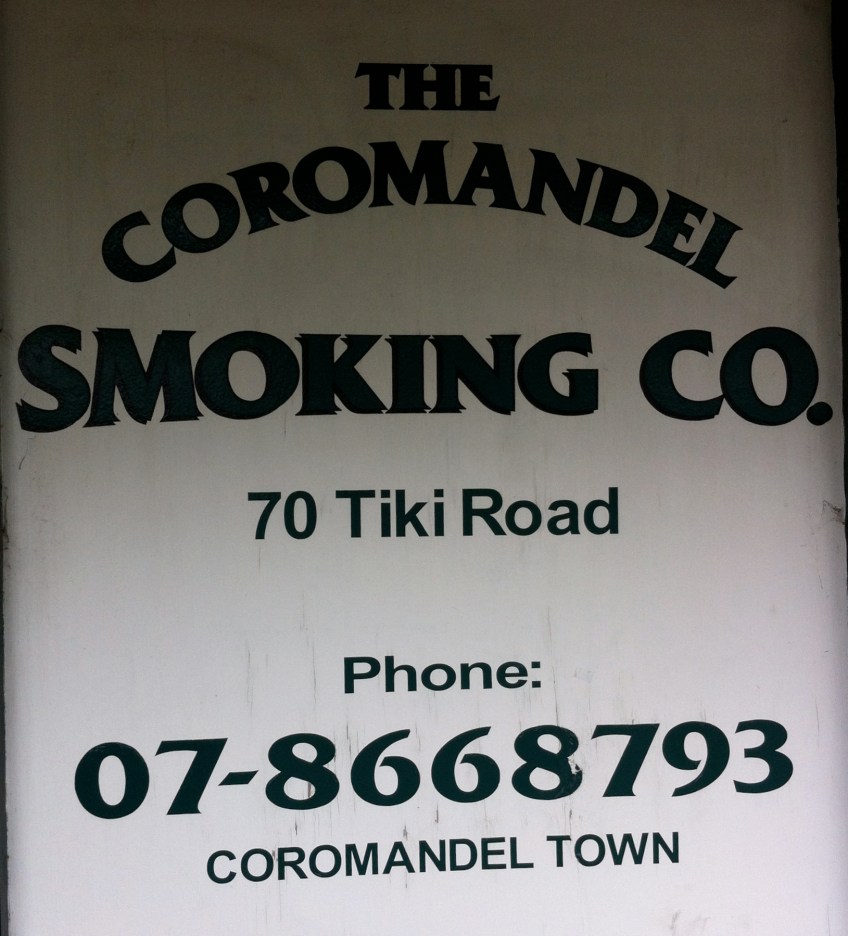 THE
COROMANDEL
SMOKING CO.
70 Tiki Road
Phone:
07-8668793
COROMANDEL TOWN